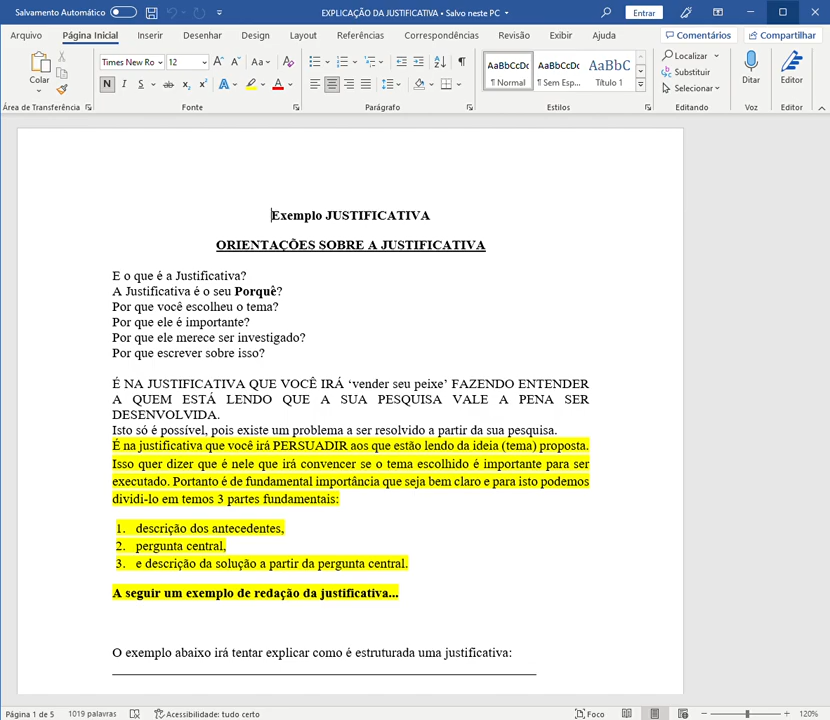 Salvamento Automático EXPLICAÇÃO DA JUSTIFICATIVA • Salvo neste PC Entrar
Arquivo Página Inicial Inserir Desenhar Design Layout Referências Correspondências Revisão Exibir Ajuda Comentários Compartilhar
Times New Ro 12 Aa AaBbCcDc AaBbCcDc AaBbC Localizar
Substituir
Colar N I S ab x₂ x² A A ¶ Normal ¶ Sem Esp... Título 1 Selecionar Ditar Editor
Área de Transferência Fonte Parágrafo Estilos Editando Voz Editor
Exemplo JUSTIFICATIVA
ORIENTAÇÕES SOBRE A JUSTIFICATIVA
E o que é a Justificativa?
A Justificativa é o seu Porquê?
Por que você escolheu o tema?
Por que ele é importante?
Por que ele merece ser investigado?
Por que escrever sobre isso?
É NA JUSTIFICATIVA QUE VOCÊ IRÁ ‘vender seu peixe’ FAZENDO ENTENDER
A QUEM ESTÁ LENDO QUE A SUA PESQUISA VALE A PENA SER
DESENVOLVIDA.
Isto só é possível, pois existe um problema a ser resolvido a partir da sua pesquisa.
É na justificativa que você irá PERSUADIR aos que estão lendo da ideia (tema) proposta.
Isso quer dizer que é nele que irá convencer se o tema escolhido é importante para ser
executado. Portanto é de fundamental importância que seja bem claro e para isto podemos
dividi-lo em temos 3 partes fundamentais:
1. descrição dos antecedentes,
2. pergunta central,
3. e descrição da solução a partir da pergunta central.
A seguir um exemplo de redação da justificativa...
O exemplo abaixo irá tentar explicar como é estruturada uma justificativa:
Página 1 de 5 1019 palavras Acessibilidade: tudo certo Foco 120%